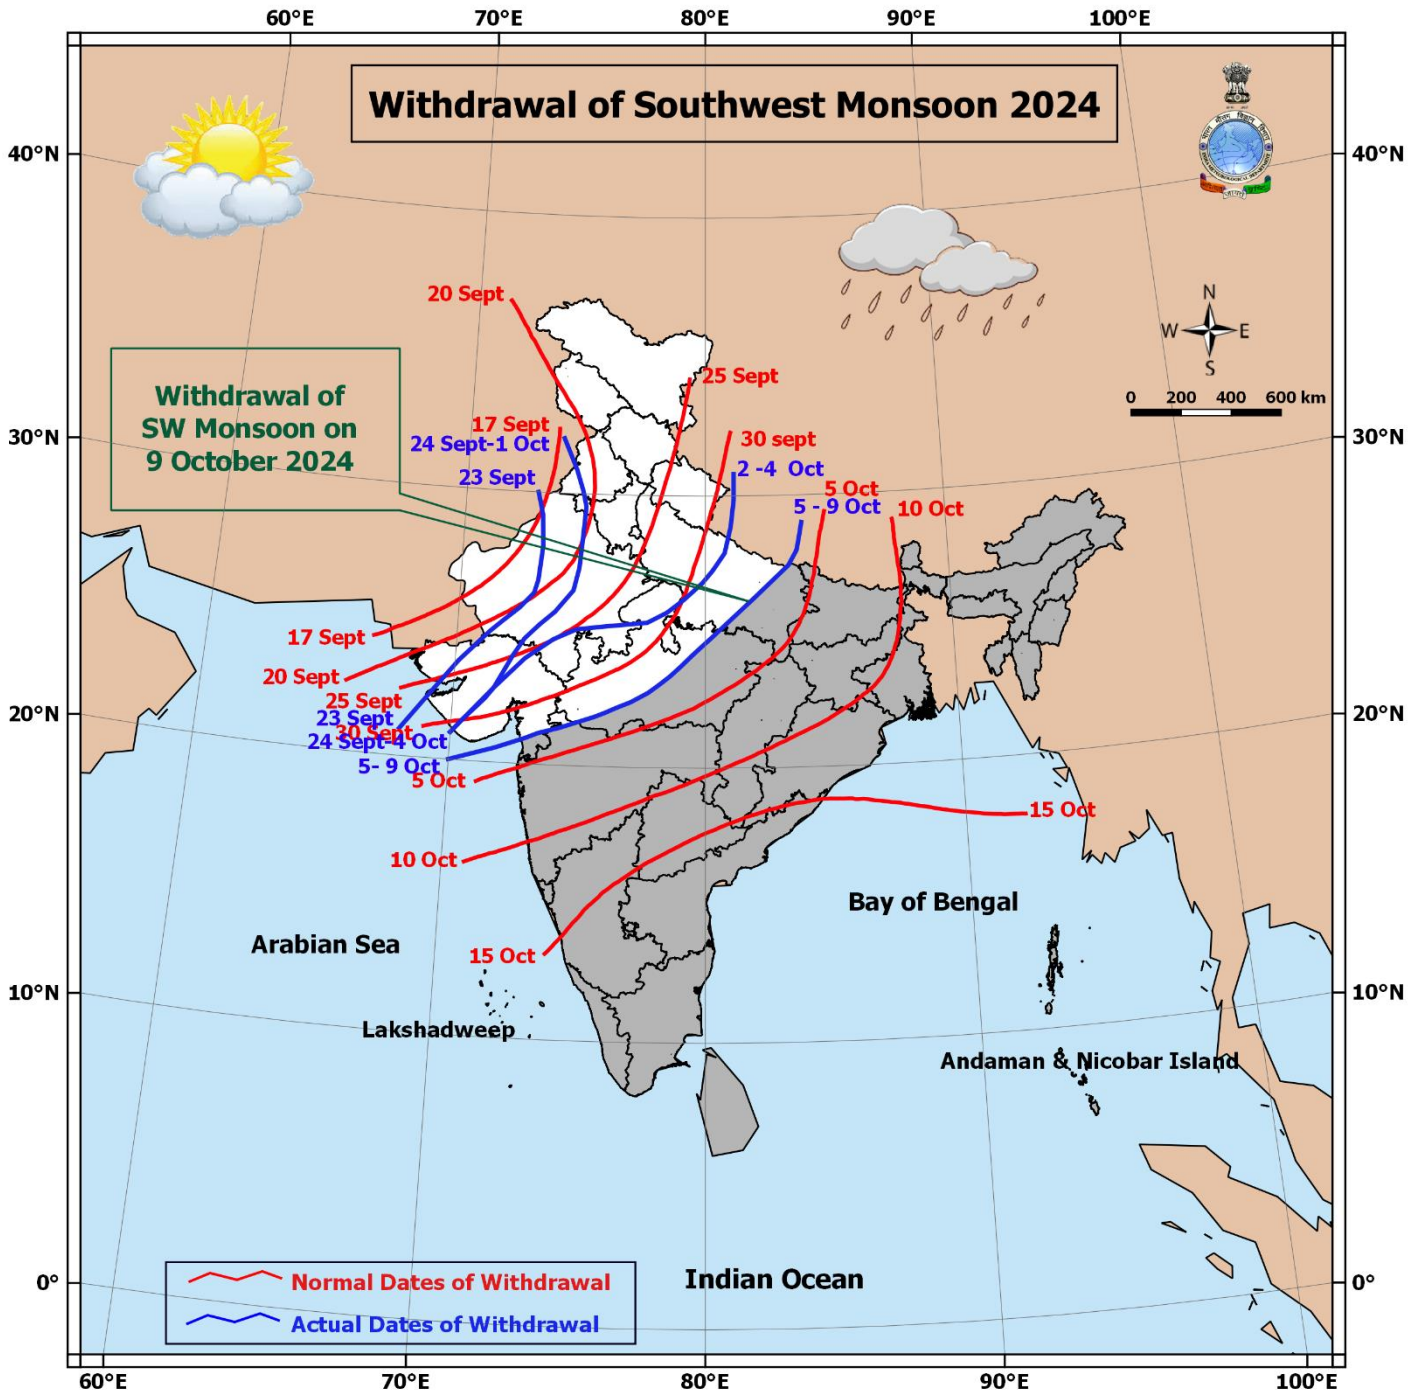 60°E 70°E 80°E 90°E 100°E
Withdrawal of Southwest Monsoon 2024
40°N 40°N
20 Sept
N
W E
S
Withdrawal of
SW Monsoon on
9 October 2024
25 Sept
0 200 400 600 km
17 Sept
30°N 30°N
24 Sept-1 Oct
30 sept
23 Sept
2 -4 Oct
5 Oct
5 - 9 Oct
10 Oct
17 Sept
20 Sept
25 Sept
23 Sept
20°N 20°N
30 Sept
24 Sept-4 Oct
5- 9 Oct
5 Oct
15 Oct
10 Oct
Bay of Bengal
Arabian Sea
15 Oct
10°N 10°N
Lakshadweep
Andaman & Nicobar Island
Indian Ocean
0° 0°
Normal Dates of Withdrawal
Actual Dates of Withdrawal
60°E 70°E 80°E 90°E 100°E